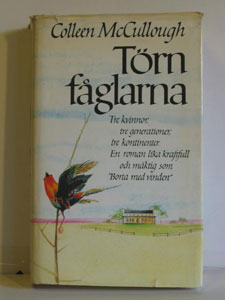 Colleen McCullough
Törn
fåglarna
Tre kvinnor,
tre generationer,
tre kontinenter.
En roman lika kraftfull
och mäktig som
"Borta med vinden"